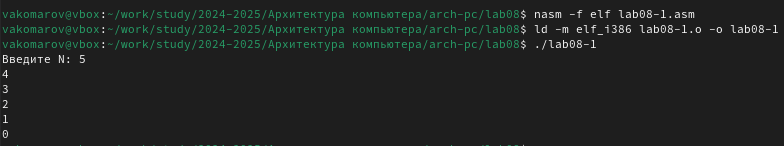 vakomarov@vbox:~/work/study/2024-2025/Архитектура компьютера/arch-pc/lab08$ nasm -f elf lab08-1.asm
vakomarov@vbox:~/work/study/2024-2025/Архитектура компьютера/arch-pc/lab08$ ld -m elf_i386 lab08-1.o -o lab08-1
vakomarov@vbox:~/work/study/2024-2025/Архитектура компьютера/arch-pc/lab08$ ./lab08-1
Введите N: 5
4
3
2
1
0